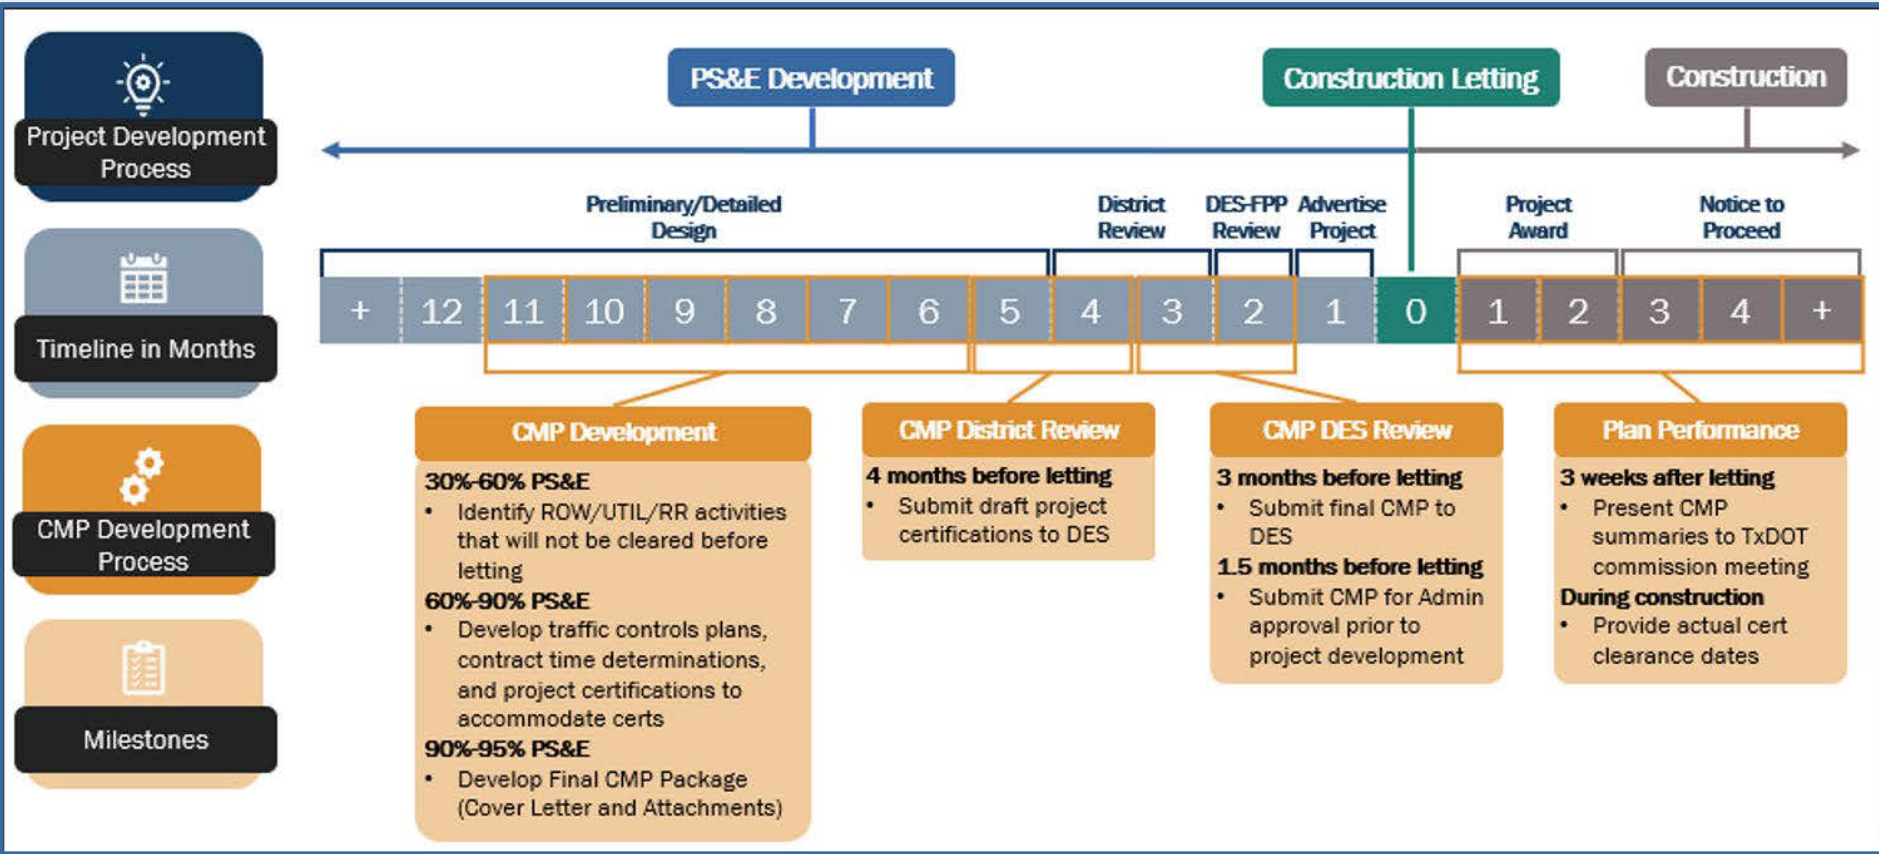 Project Development
Process
Timeline in Months
CMP Development
Process
Milestones
PS&E Development
Construction Letting
Construction
Preliminary/Detailed
Design
District
Review
DES-FPP
Review
Advertise
Project
Project
Award
Notice to
Proceed
+ 12 11 10 9 8 7 6 5 4 3 2 1 0 1 2 3 4 +
CMP Development
30%-60% PS&E
• Identify ROW/UTIL/RR activities
that will not be cleared before
letting
60%-90% PS&E
• Develop traffic controls plans,
contract time determinations,
and project certifications to
accommodate certs
90%-95% PS&E
• Develop Final CMP Package
(Cover Letter and Attachments)
CMP District Review
4 months before letting
• Submit draft project
certifications to DES
CMP DES Review
3 months before letting
• Submit final CMP to
DES
1.5 months before letting
• Submit CMP for Admin
approval prior to
project development
Plan Performance
3 weeks after letting
• Present CMP
summaries to TxDOT
commission meeting
During construction
• Provide actual cert
clearance dates